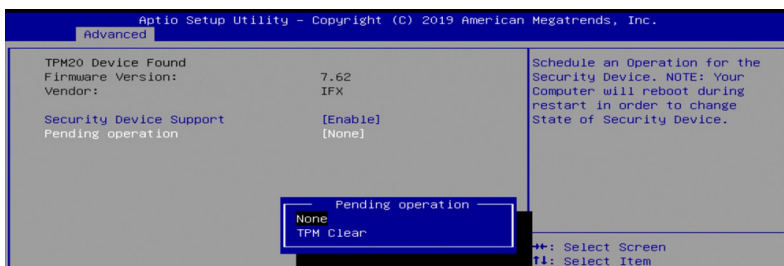 Aptio Setup Utility – Copyright (C) 2019 American Megatrends, Inc.
Advanced
TPM20 Device Found
Firmware Version: 7.62
Vendor: IFX
Security Device Support [Enable]
Pending operation [None]
Schedule an Operation for the
Security Device. NOTE: Your
Computer will reboot during
restart in order to change
State of Security Device.
Pending operation
None
TPM Clear
→←: Select Screen
↑↓: Select Item